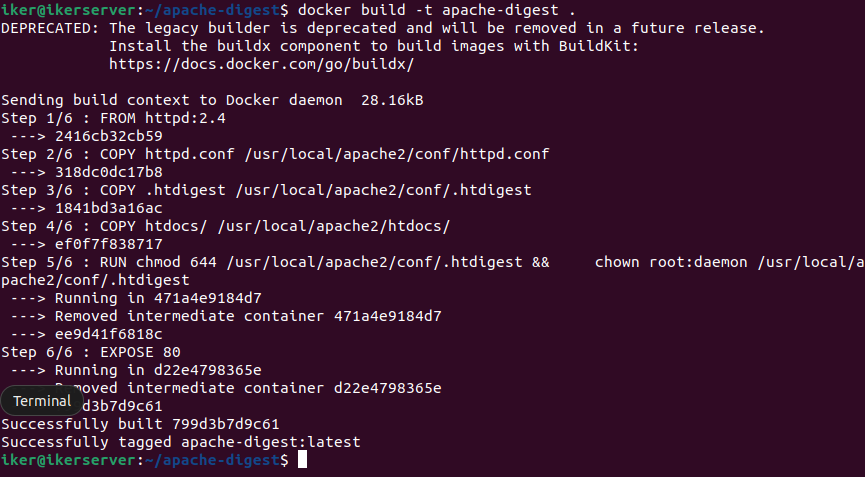 iker@ikerserver:~/apache-digest$ docker build -t apache-digest .
DEPRECATED: The legacy builder is deprecated and will be removed in a future release.
            Install the buildx component to build images with BuildKit:
            https://docs.docker.com/go/buildx/
Sending build context to Docker daemon  28.16kB
Step 1/6 : FROM httpd:2.4
 ---> 2416cb32cb59
Step 2/6 : COPY httpd.conf /usr/local/apache2/conf/httpd.conf
 ---> 318dc0dc17b8
Step 3/6 : COPY .htdigest /usr/local/apache2/conf/.htdigest
 ---> 1841bd3a16ac
Step 4/6 : COPY htdocs/ /usr/local/apache2/htdocs/
 ---> ef0f7f838717
Step 5/6 : RUN chmod 644 /usr/local/apache2/conf/.htdigest &&     chown root:daemon /usr/local/a
pache2/conf/.htdigest
 ---> Running in 471a4e9184d7
 ---> Removed intermediate container 471a4e9184d7
 ---> ee9d41f6818c
Step 6/6 : EXPOSE 80
 ---> Running in d22e4798365e
Removed intermediate container d22e4798365e
Terminal
d3b7d9c61
Successfully built 799d3b7d9c61
Successfully tagged apache-digest:latest
iker@ikerserver:~/apache-digest$